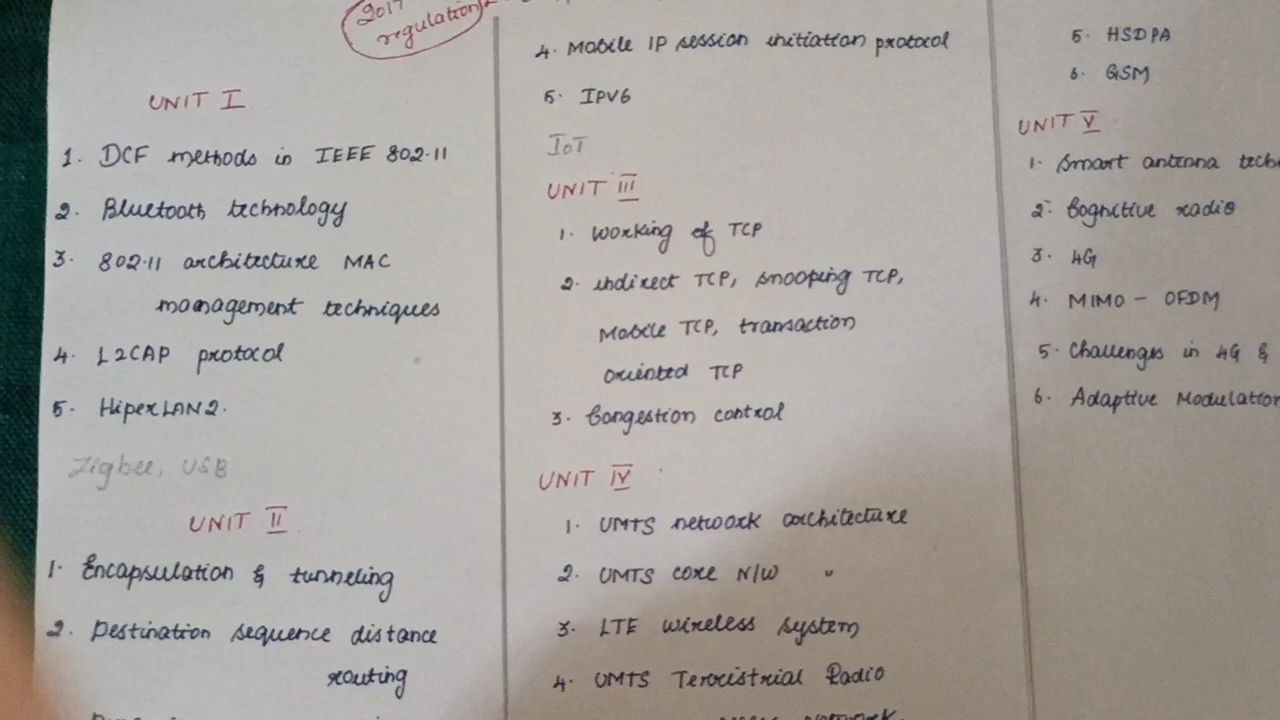 2017
regulation
UNIT I
1. DCF methods in IEEE 802.11
2. Bluetooth technology
3. 802.11 architecture MAC
management techniques
4. L2CAP protocol
5. HiperLAN2.
Zigbee, USB
UNIT II
1. Encapsulation & tunneling
2. Destination sequence distance
routing
4. Mobile IP session initiation protocol
5. IPV6
IoT
UNIT III
1. Working of TCP
2. indirect TCP, snooping TCP,
Mobile TCP, transaction
oriented TCP
3. Congestion control
UNIT IV
1. UMTS network architecture
2. UMTS core N/W "
3. LTE wireless system
4. UMTS Terristrial Radio
Network.
5. HSDPA
6. GSM
UNIT V
1. Smart antenna
2. Cognitive radio
3. 4G
4. MIMO - OFDM
5. Challenges in 4G &
6. Adaptive Modulation